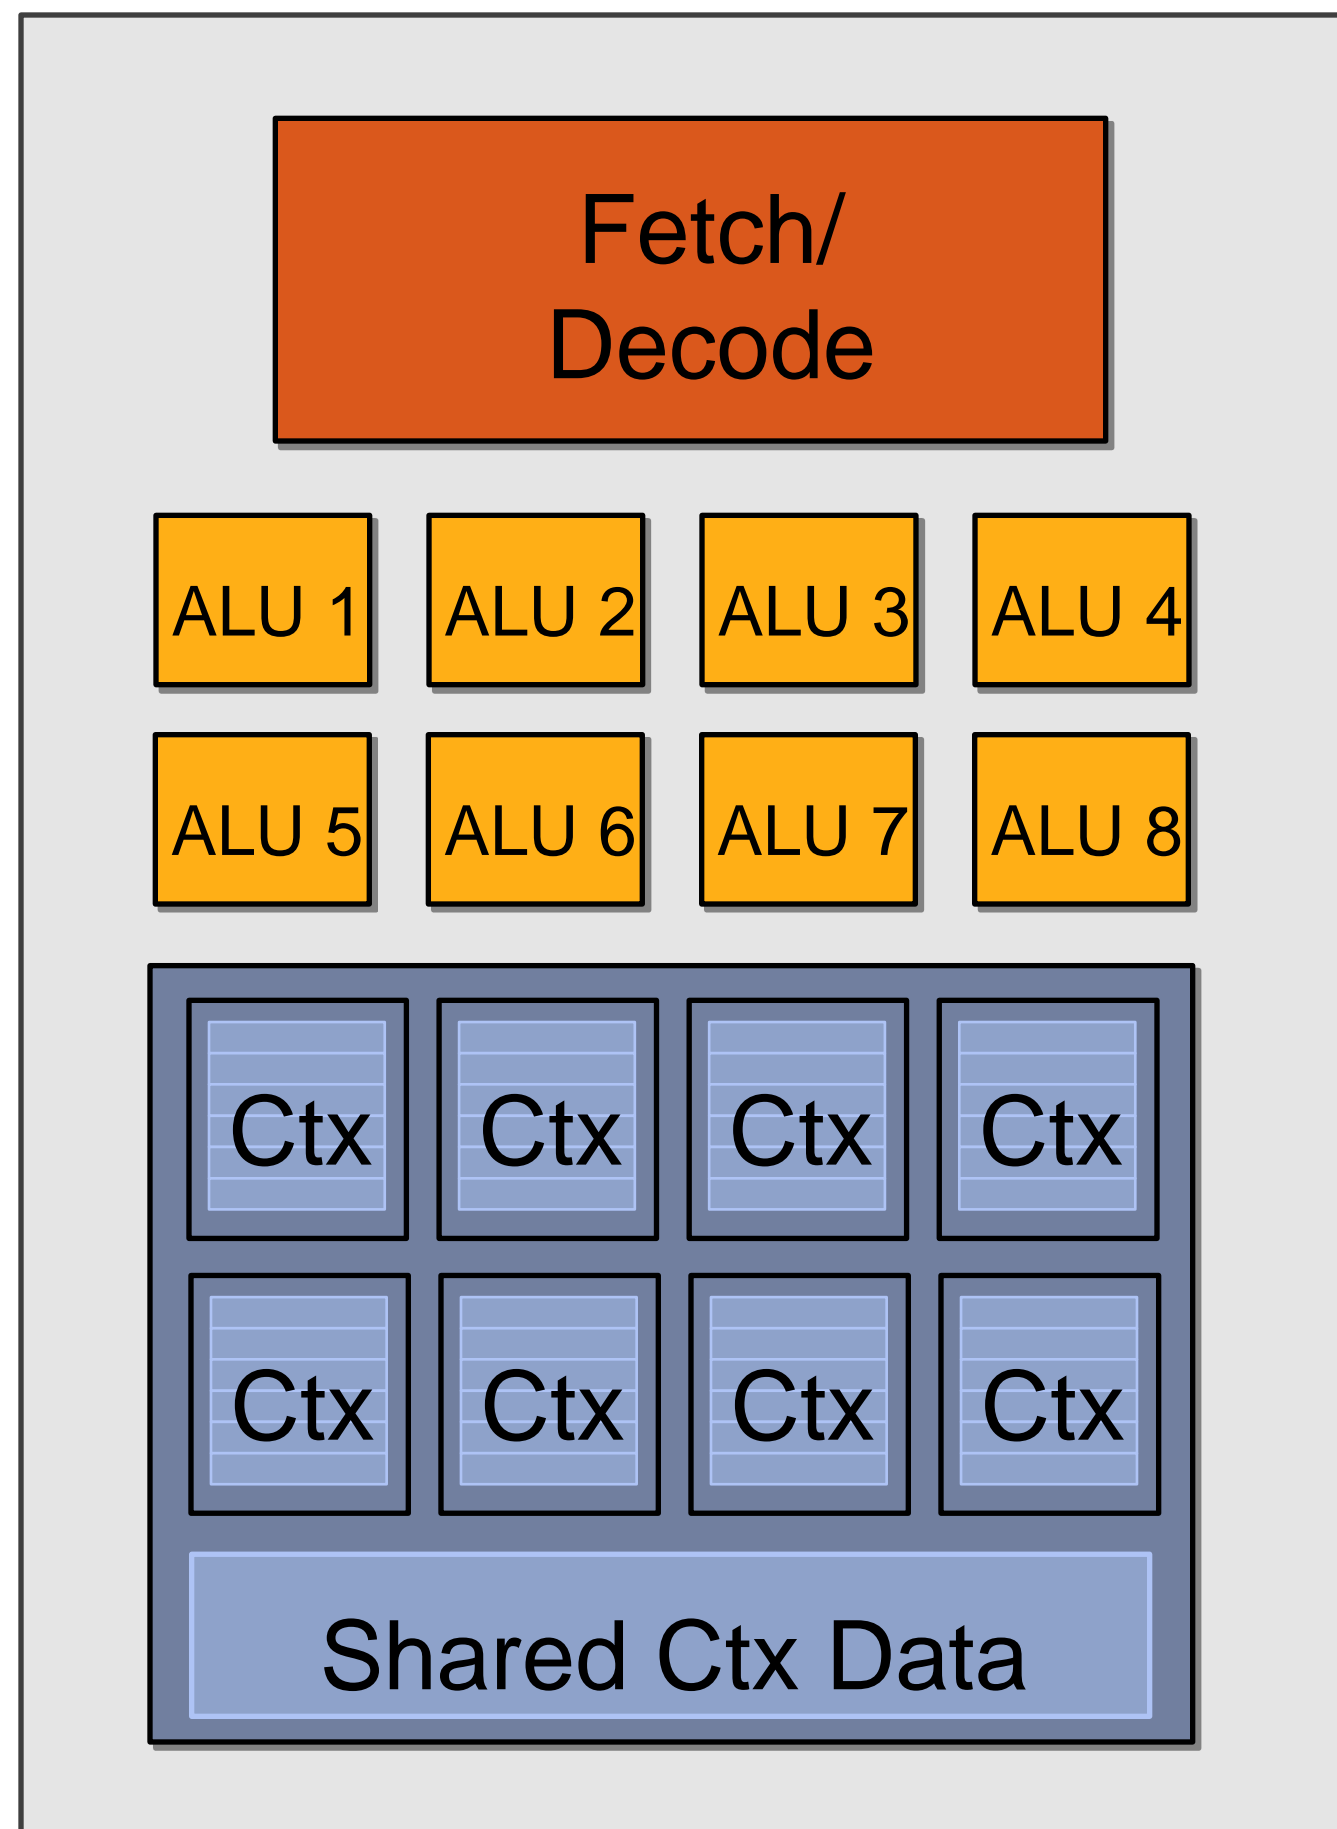 Fetch/
Decode
ALU 1 ALU 2 ALU 3 ALU 4
ALU 5 ALU 6 ALU 7 ALU 8
Ctx Ctx Ctx Ctx
Ctx Ctx Ctx Ctx
Shared Ctx Data